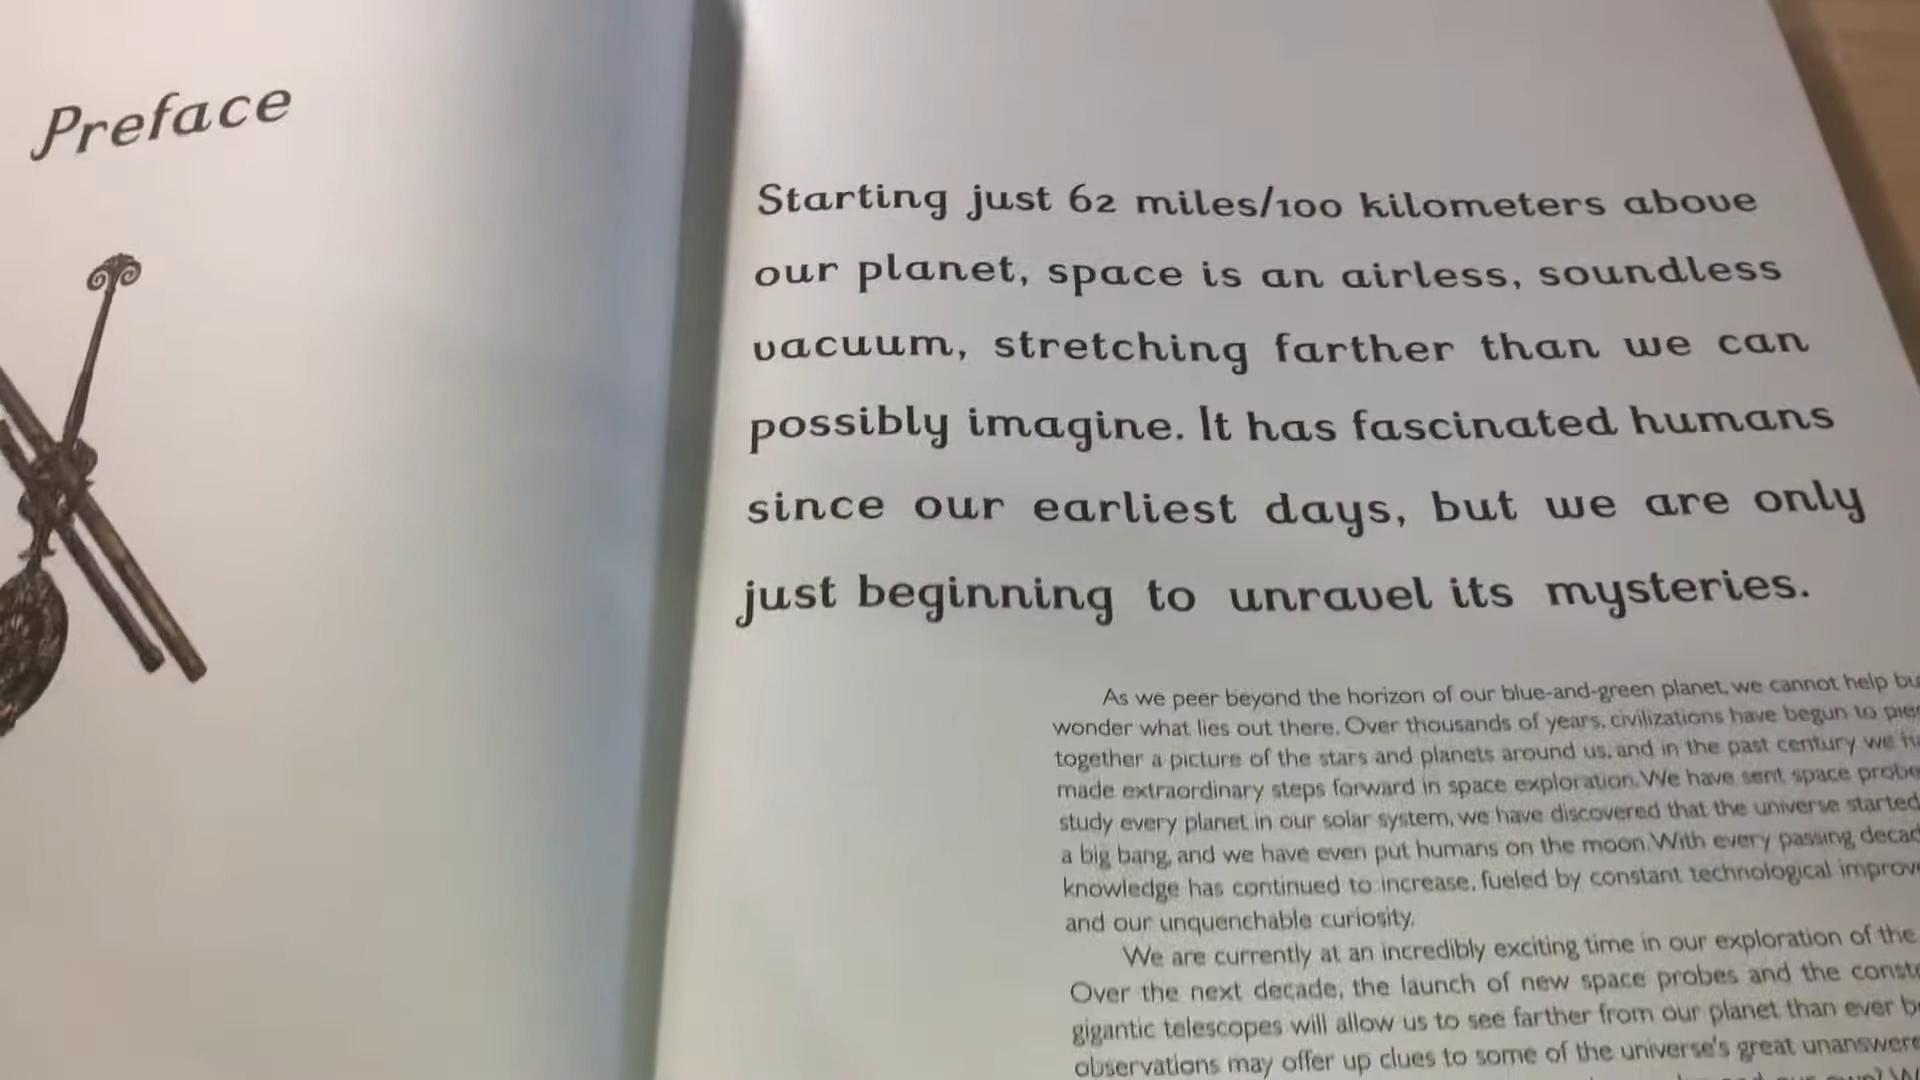 Preface
Starting just 62 miles/100 kilometers above
our planet, space is an airless, soundless
vacuum, stretching farther than we can
possibly imagine. It has fascinated humans
since our earliest days, but we are only
just beginning to unravel its mysteries.
As we peer beyond the horizon of our blue-and-green planet, we cannot help
wonder what lies out there. Over thousands of years, civilizations have begun to
together a picture of the stars and planets around us, and in the past century we
made extraordinary steps forward in space exploration. We have sent space
study every planet in our solar system, we have discovered that the universe started
a big bang, and we have even put humans on the moon. With every passing
knowledge has continued to increase, fueled by constant technological
and our unquenchable curiosity.
We are currently at an incredibly exciting time in our exploration of the
Over the next decade, the launch of new space probes and the
gigantic telescopes will allow us to see farther from our planet than ever
observations may offer up clues to some of the universe's great